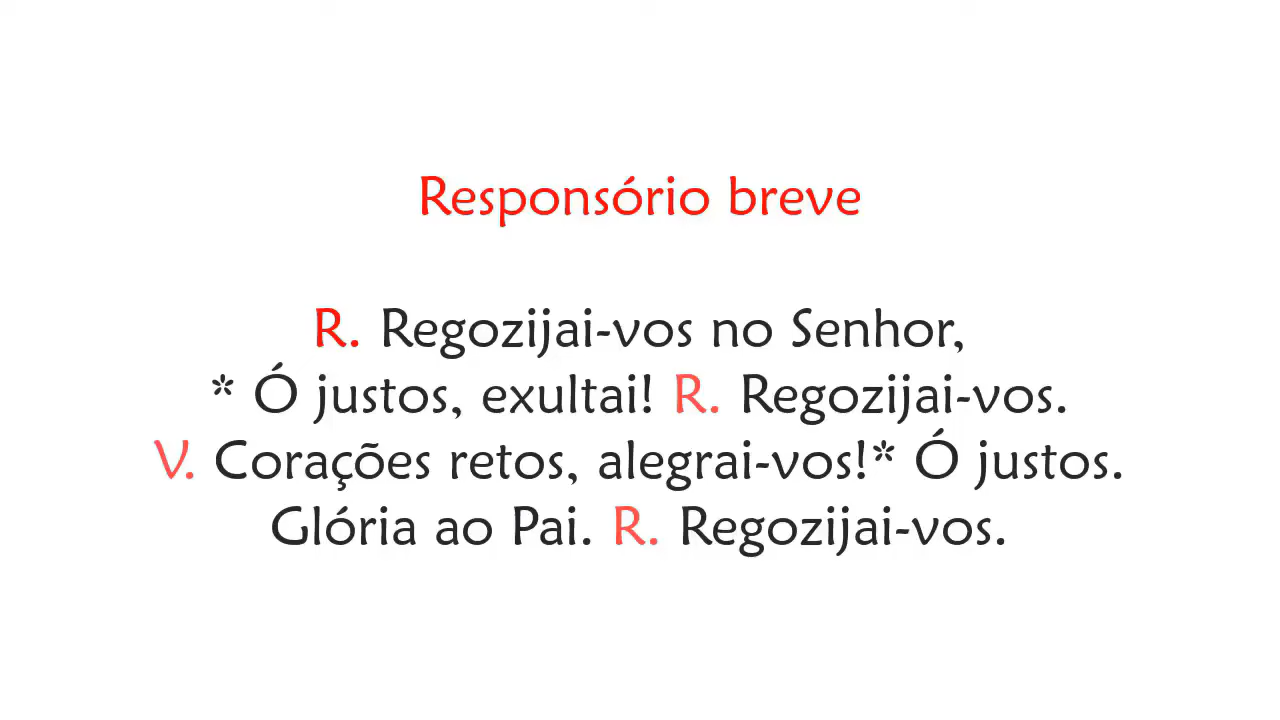 Responsório breve
R. Regozijai-vos no Senhor,
* Ó justos, exultai! R. Regozijai-vos.
V. Corações retos, alegrai-vos!* Ó justos.
Glória ao Pai. R. Regozijai-vos.